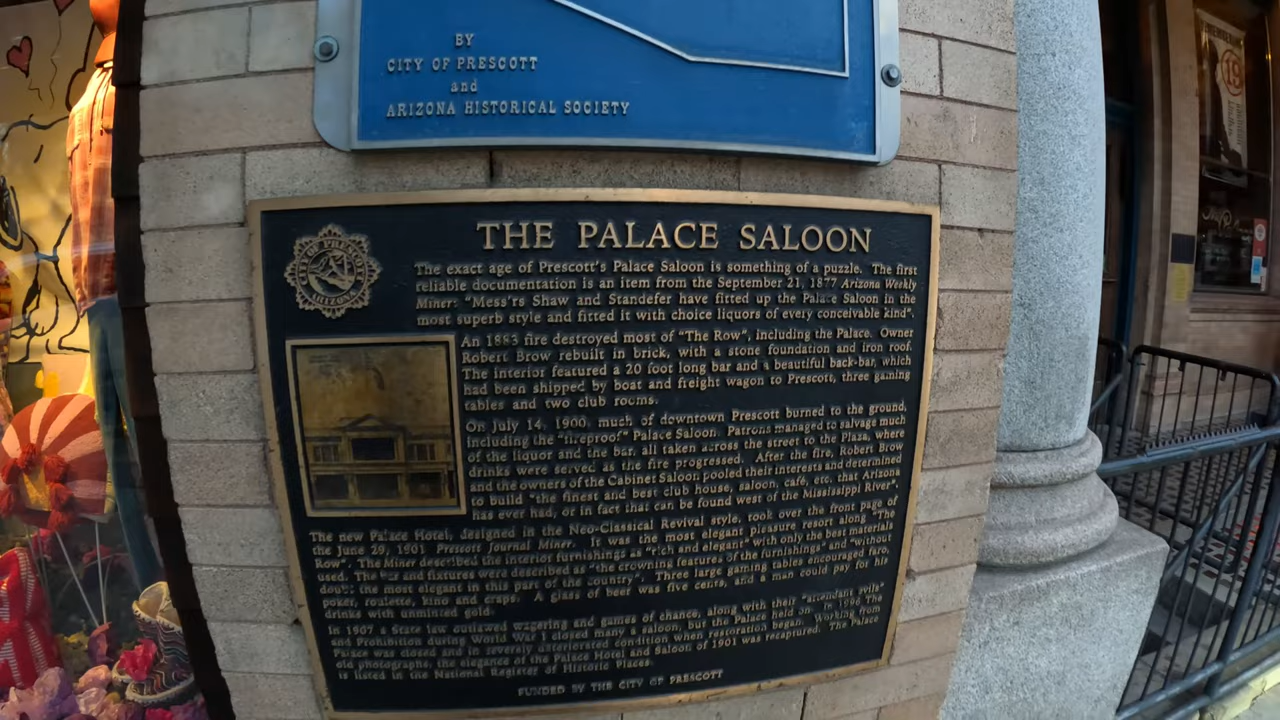 BY
CITY OF PRESCOTT
and
ARIZONA HISTORICAL SOCIETY
CITY OF PRESCOTT
ARIZONA
THE PALACE SALOON
The exact age of Prescott's Palace Saloon is something of a puzzle. The first
reliable documentation is an item from the September 21, 1877 Arizona Weekly
Miner: "Mess'rs Shaw and Standefer have fitted up the Palace Saloon in the
most superb style and fitted it with choice liquors of every conceivable kind".
An 1883 fire destroyed most of "The Row", including the Palace. Owner
Robert Brow rebuilt in brick, with a stone foundation and iron roof.
The interior featured a 20 foot long bar and a beautiful back-bar, which
had been shipped by boat and freight wagon to Prescott, three gaming
tables and two club rooms.
On July 14, 1900, much of downtown Prescott burned to the ground,
including the "fireproof" Palace Saloon. Patrons managed to salvage much
of the liquor and the bar, all taken across the street to the Plaza, where
drinks were served as the fire progressed. After the fire, Robert Brow
and the owners of the Cabinet Saloon pooled their interests and determined
to build "the finest and best club house, saloon, café, etc. that Arizona
has ever had, or in fact that can be found west of the Mississippi River".
The new Palace Hotel, designed in the Neo-Classical Revival style, took over the front page of
the June 29, 1901 Prescott Journal Miner. It was the most elegant pleasure resort along "The
Row". The Miner described the interior furnishings as "rich and elegant" with only the best materials
used. The bar and fixtures were described as "the crowning features of the furnishings" and "without
doubt the most elegant in this part of the country". Three large gaming tables encouraged faro,
poker, roulette, kino and craps. A glass of beer was five cents, and a man could pay for his
drinks with unminted gold.
In 1907 a State law outlawed wagering and games of chance, along with their "attendant evils"
and Prohibition during World War I closed many a saloon, but the Palace held on. In 1996 The
Palace was closed and in severely deteriorated condition when restoration began. Working from
old photographs, the elegance of the Palace Hotel and Saloon of 1901 was recaptured. The Palace
is listed in the National Register of Historic Places.
FUNDED BY THE CITY OF PRESCOTT